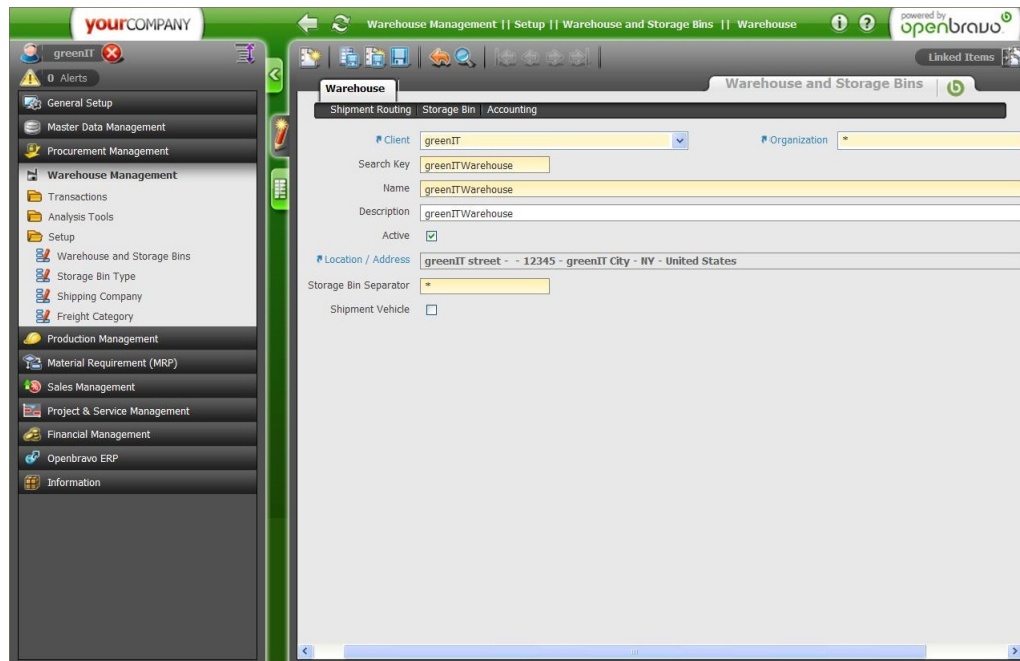 yourCOMPANY
Warehouse Management || Setup || Warehouse and Storage Bins || Warehouse
powered by
openbravo
greenIT
Linked Items
0 Alerts
Warehouse
Warehouse and Storage Bins
Shipment Routing
Storage Bin
Accounting
General Setup
Master Data Management
Procurement Management
Warehouse Management
Transactions
Analysis Tools
Setup
Warehouse and Storage Bins
Storage Bin Type
Shipping Company
Freight Category
Production Management
Material Requirement (MRP)
Sales Management
Project & Service Management
Financial Management
Openbravo ERP
Information
Client greenIT
Organization *
Search Key greenITWarehouse
Name greenITWarehouse
Description greenITWarehouse
Active
Location / Address greenIT street - - 12345 - greenIT City - NY - United States
Storage Bin Separator *
Shipment Vehicle